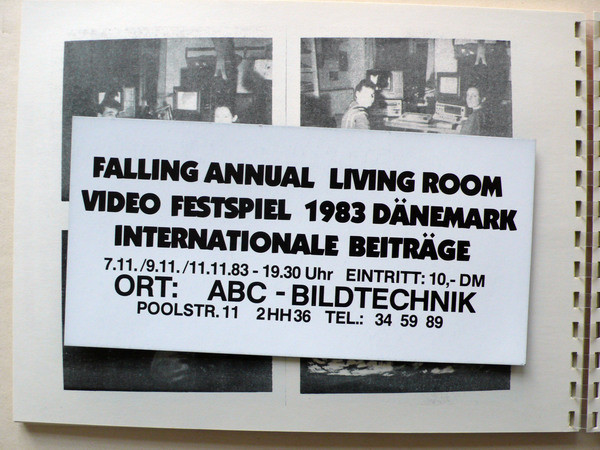 FALLING ANNUAL LIVING ROOM
VIDEO FESTSPIEL 1983 DÄNEMARK
INTERNATIONALE BEITRÄGE
7.11./9.11./11.11.83 - 19.30 Uhr EINTRITT: 10,- DM
ORT: ABC - BILDTECHNIK
POOLSTR. 11 2HH36 TEL.: 34 59 89